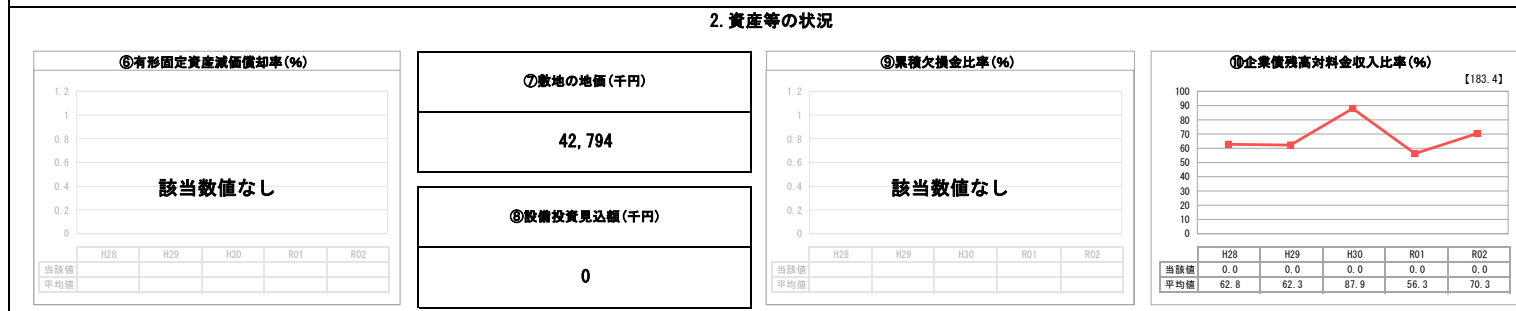 2. 資産等の状況
⑥有形固定資産減価償却率(%)
1.2
1
0.8
0.6
0.4
0.2
0
該当数値なし
H28 H29 H30 R01 R02
当該値
平均値
⑦敷地の地価(千円)
42,794
⑧設備投資見込額(千円)
0
⑨累積欠損金比率(%)
1.2
1
0.8
0.6
0.4
0.2
0
該当数値なし
H28 H29 H30 R01 R02
当該値
平均値
⑩企業債残高対料金収入比率(%)
【183.4】
100
90
80
70
60
50
40
30
20
10
0
H28 H29 H30 R01 R02
当該値 0.0 0.0 0.0 0.0 0.0
平均値 62.8 62.3 87.9 56.3 70.3